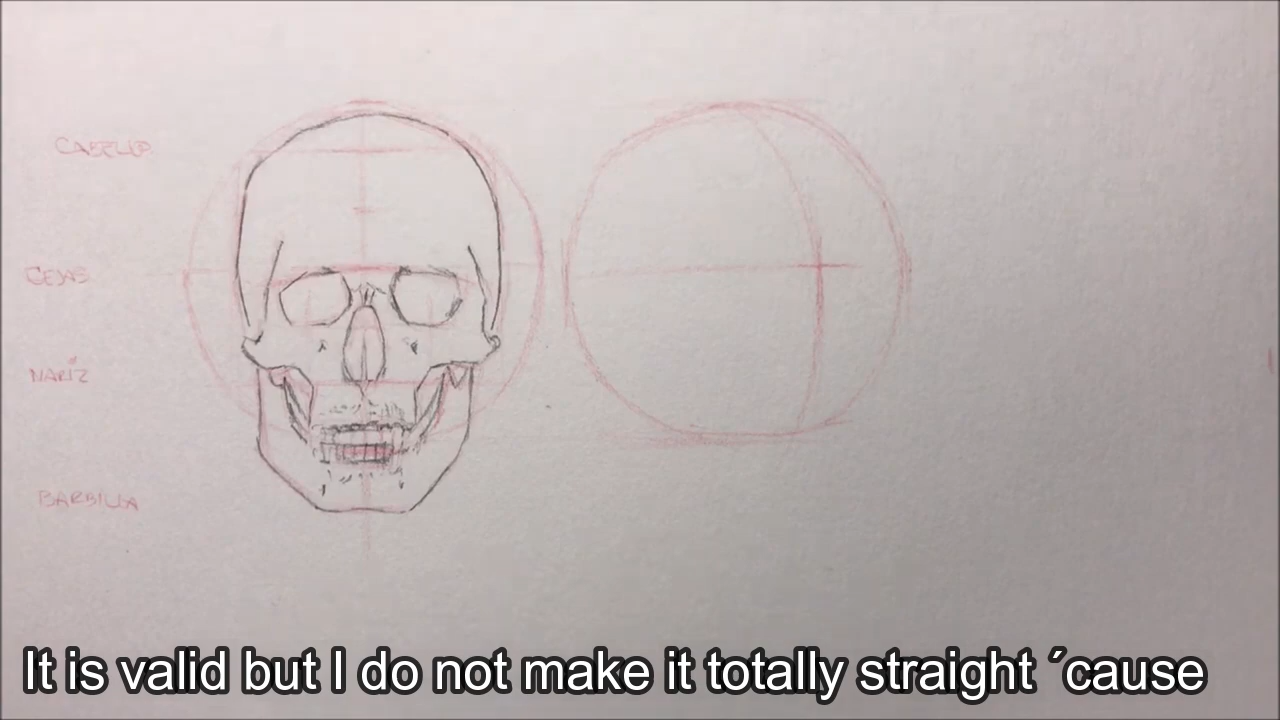 CABELLO
CEJAS
NARIZ
BARBILLA
It is valid but I do not make it totally straight ´cause